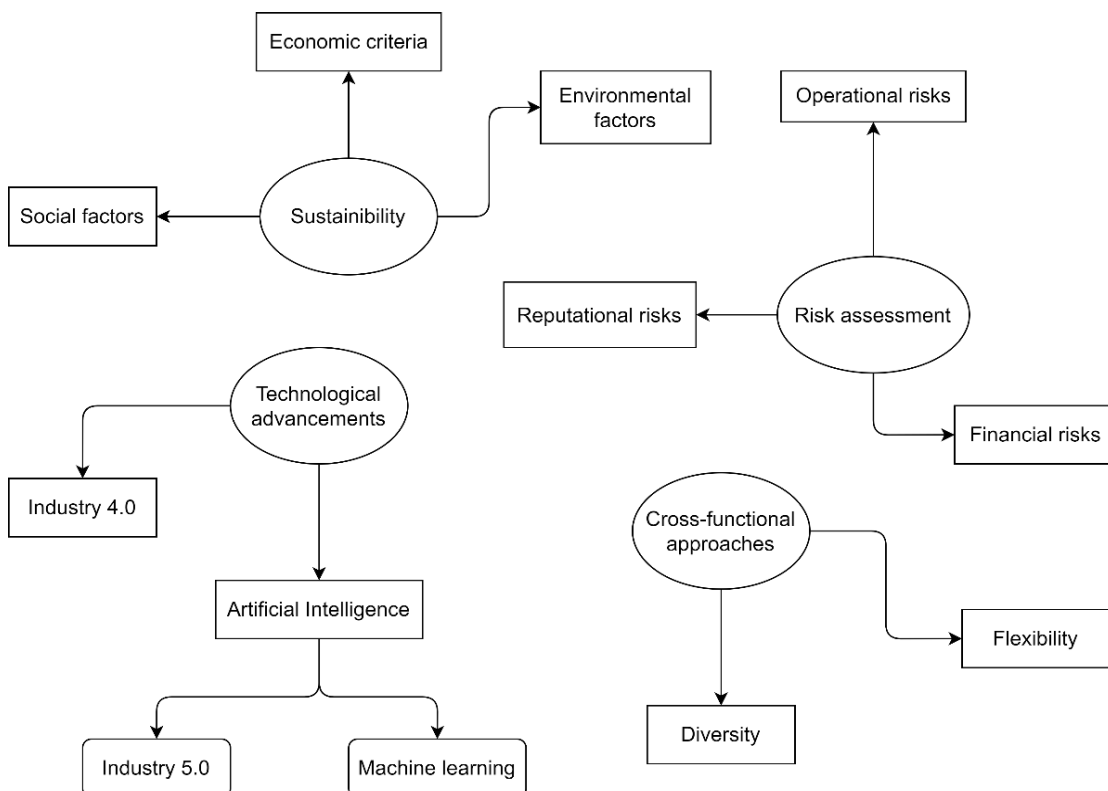 Economic criteria
Environmental
factors
Social factors
Sustainibility
Operational risks
Reputational risks
Risk assessment
Financial risks
Technological
advancements
Industry 4.0
Artificial Intelligence
Industry 5.0
Machine learning
Cross-functional
approaches
Flexibility
Diversity